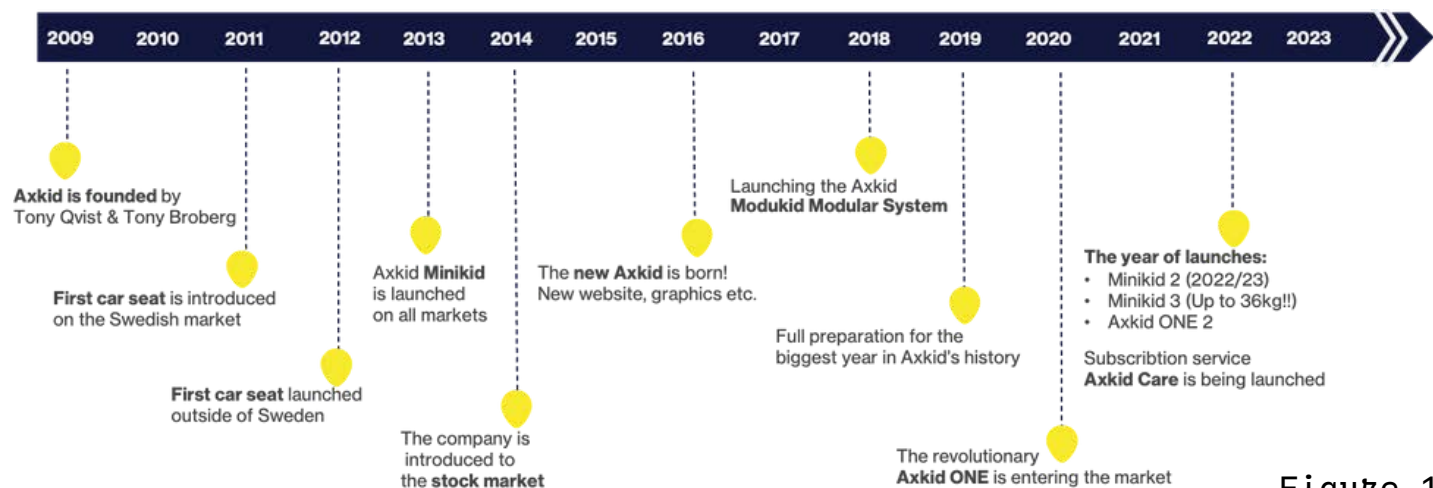 2009 2010 2011 2012 2013 2014 2015 2016 2017 2018 2019 2020 2021 2022 2023
Axkid is founded by
Tony Qvist & Tony Broberg
First car seat is introduced
on the Swedish market
First car seat launched
outside of Sweden
Axkid Minikid
is launched
on all markets
The company is
introduced to
the stock market
The new Axkid is born!
New website, graphics etc.
Launching the Axkid
Modukid Modular System
Full preparation for the
biggest year in Axkid's history
The revolutionary
Axkid ONE is entering the market
The year of launches:
• Minikid 2 (2022/23)
• Minikid 3 (Up to 36kg!!)
• Axkid ONE 2
Subscribtion service
Axkid Care is being launched
Figure 1